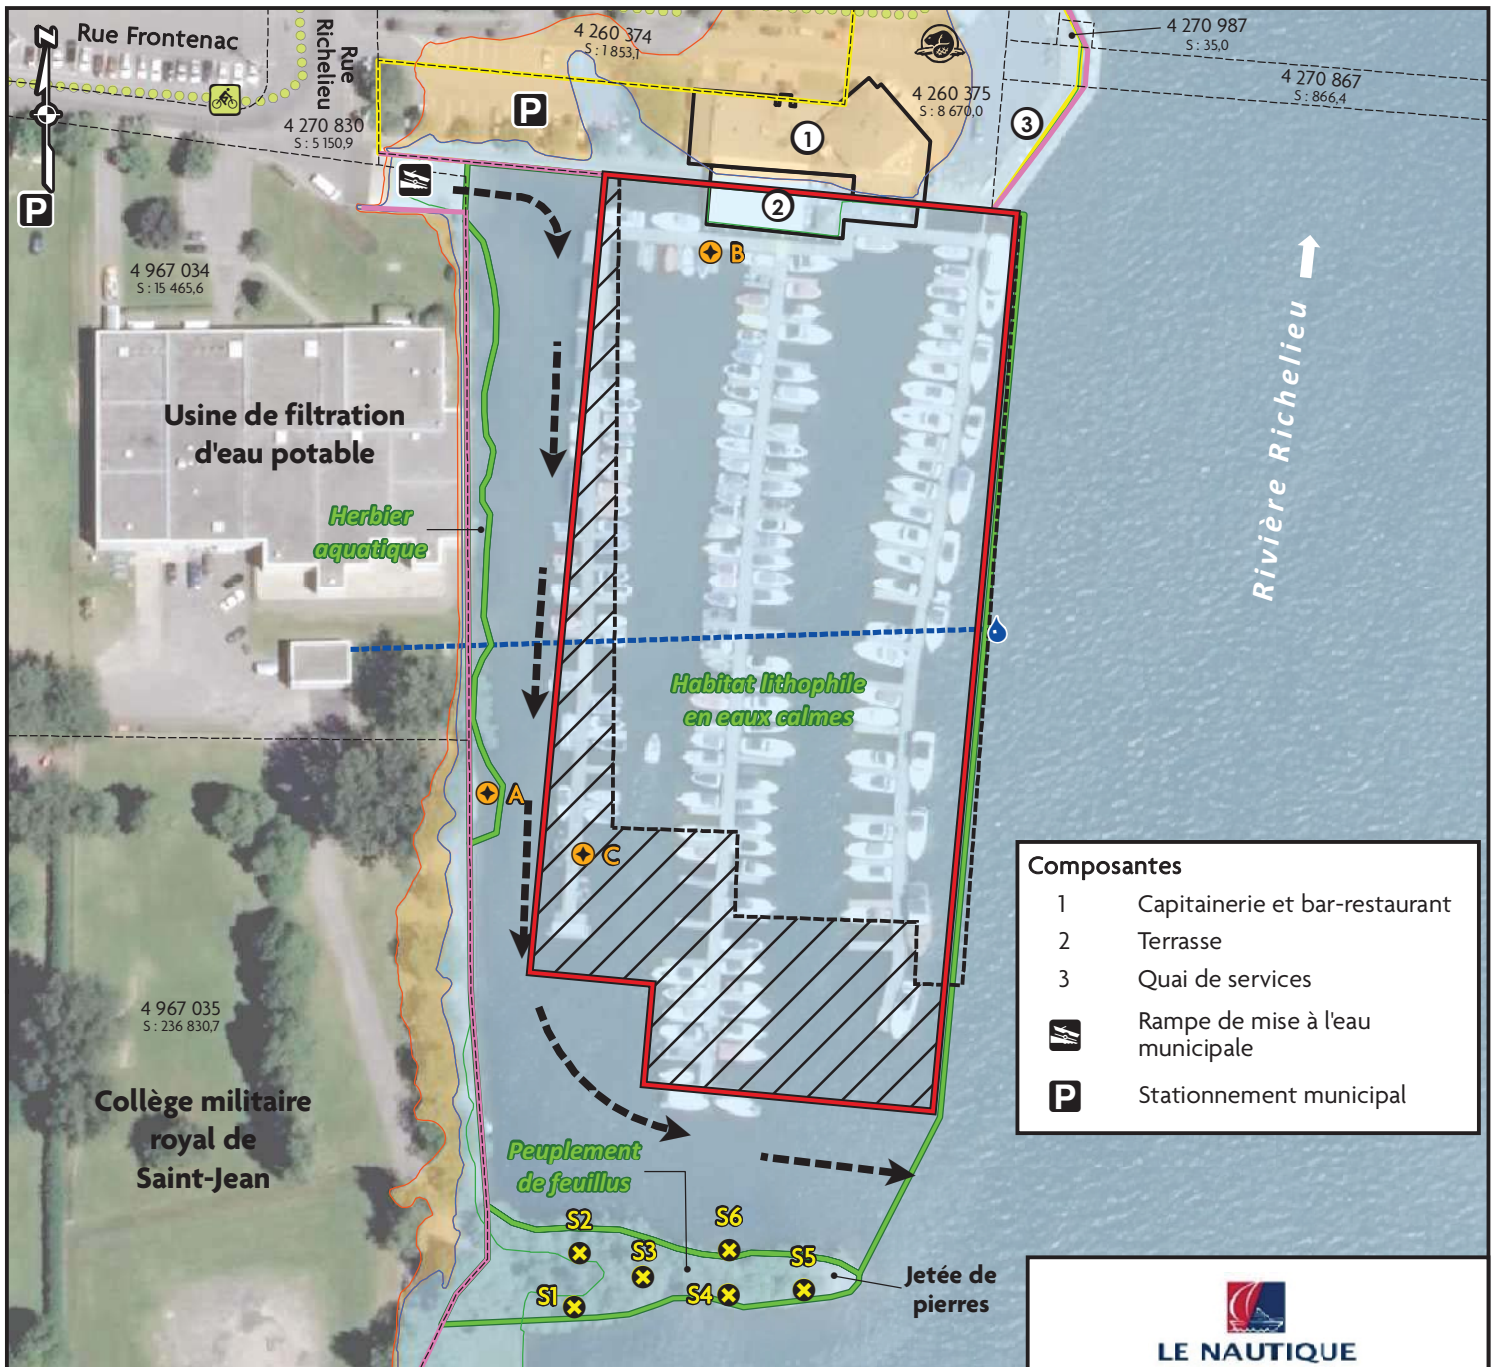 Rue Frontenac
Rue
Richelieu
N
P
4 260 374
S : 1 853,1
4 270 987
S : 35,0
4 270 867
S : 866,4
4 260 375
S : 8 670,0
4 270 830
S : 5 150,9
P
1
2
3
B
4 967 034
S : 15 465,6
Usine de filtration
d'eau potable
Herbier
aquatique
Rivière Richelieu
Habitat lithophile
en eaux calmes
A
C
4 967 035
S : 236 830,7
Collège militaire
royal de
Saint-Jean
Peuplement
de feuillus
S2
S6
S3
S5
S1
S4
Jetée de
pierres
Composantes
1 Capitainerie et bar-restaurant
2 Terrasse
3 Quai de services
Rampe de mise à l'eau
municipale
P Stationnement municipal
LE NAUTIQUE